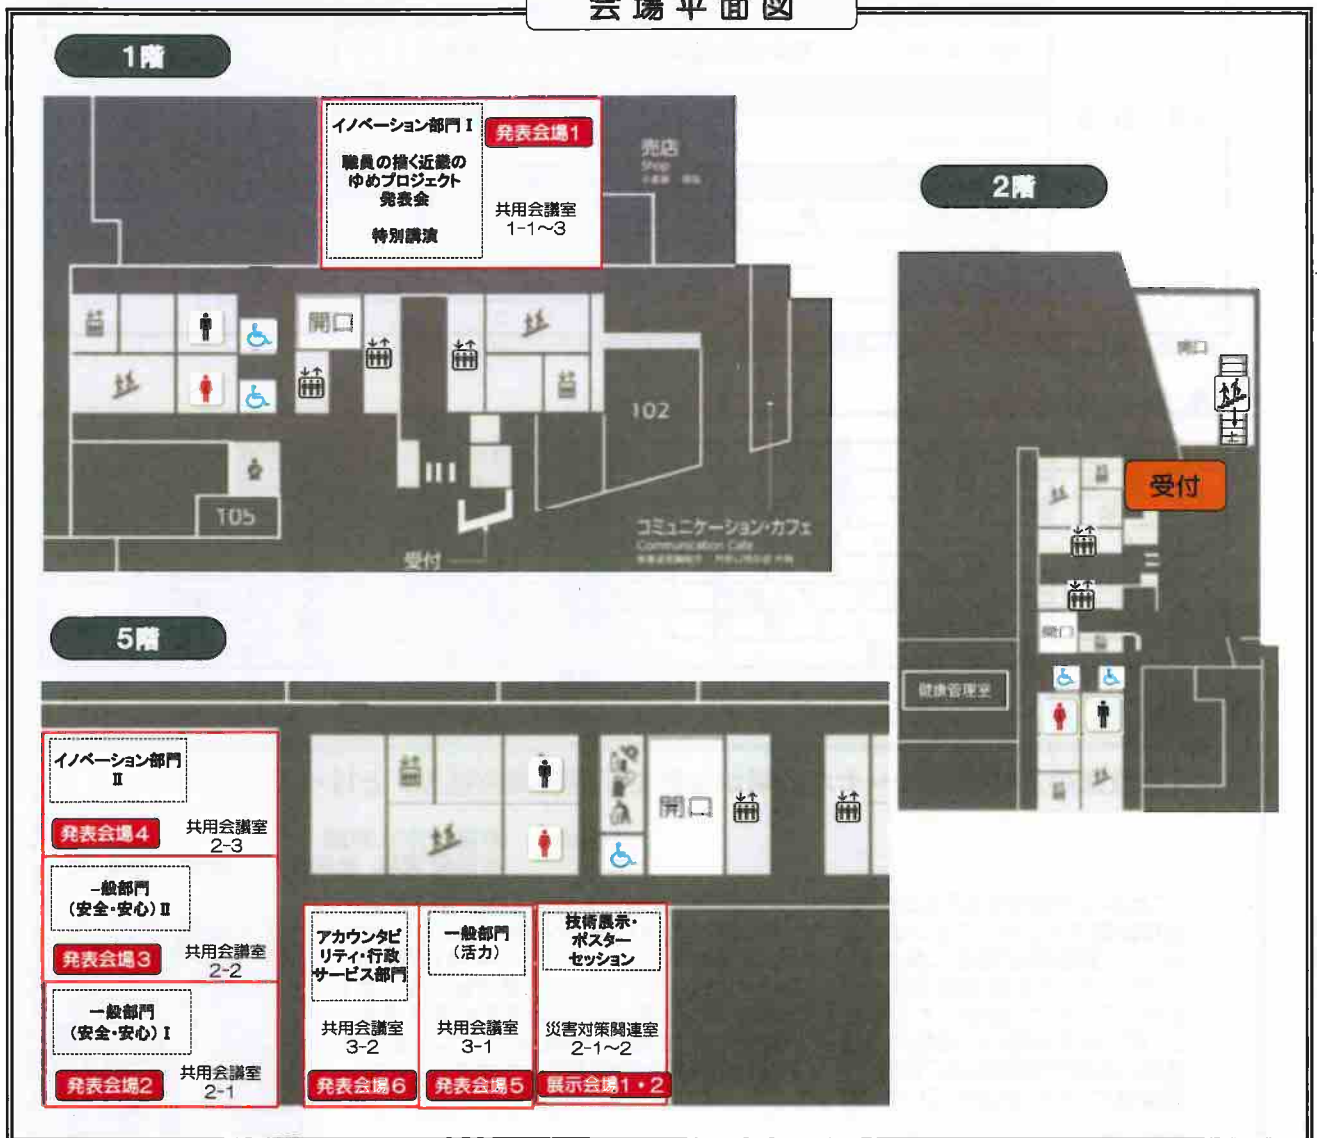 会場平面図
1階
イノベーション部門 I
職員の描く近畿の
ゆめプロジェクト
発表会
特別講演
発表会場1
共用会議室
1-1～3
売店
Shop
開口
102
105
受付
コミュニケーション・カフェ
Communication Cafe
2階
開口
受付
開口
健康管理室
5階
イノベーション部門
II
発表会場4
共用会議室
2-3
一般部門
(安全・安心) II
発表会場3
共用会議室
2-2
一般部門
(安全・安心) I
発表会場2
共用会議室
2-1
開口
アカウンタビ
リティ・行政
サービス部門
共用会議室
3-2
発表会場6
一般部門
(活力)
共用会議室
3-1
発表会場5
技術展示・
ポスター
セッション
災害対策関連室
2-1～2
展示会場1・2